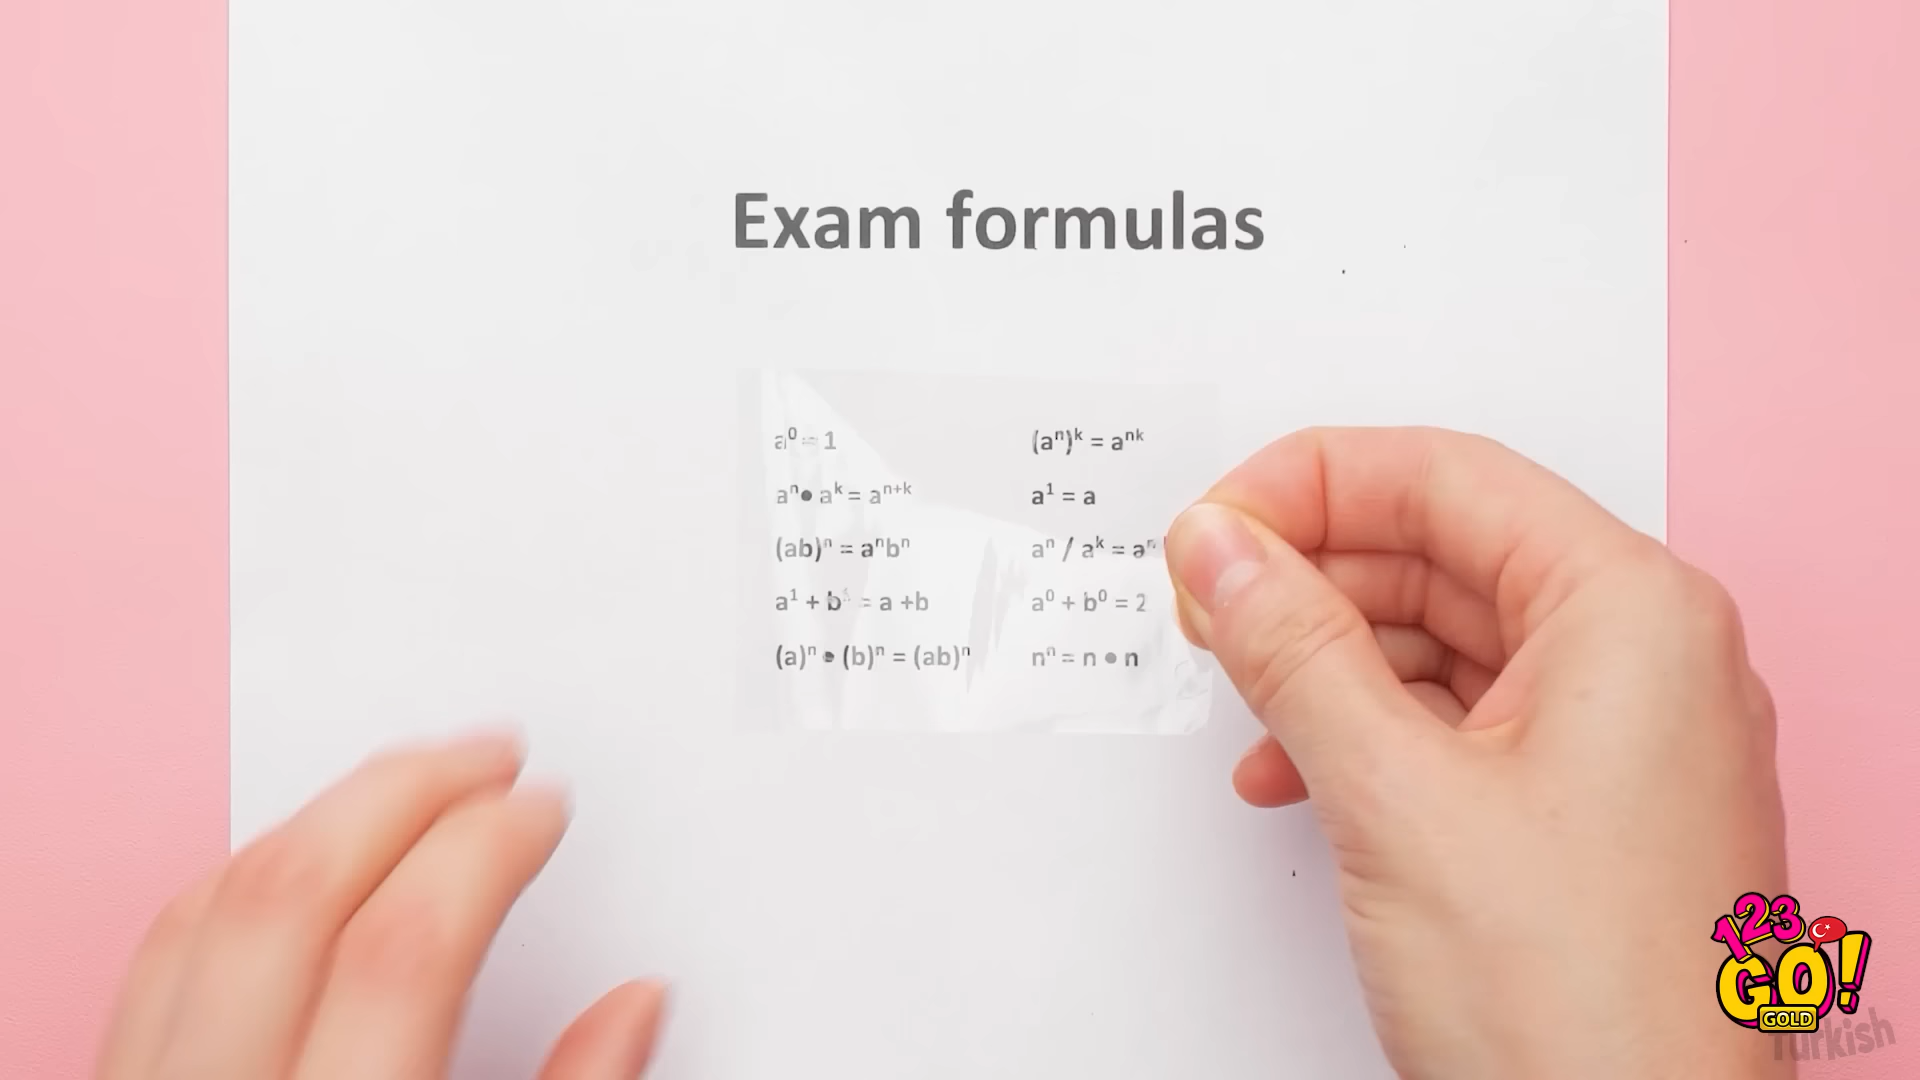 Exam formulas
a⁰ = 1
aⁿ• aᵏ = aⁿ⁺ᵏ
(ab)ⁿ = aⁿbⁿ
a¹ + b = a +b
(a)ⁿ • (b)ⁿ = (ab)ⁿ
(aⁿ)ᵏ = aⁿᵏ
a¹ = a
aⁿ / aᵏ = aⁿ
a⁰ + b⁰ = 2
nⁿ = n • n
123
GO!
GOLD
Turkish